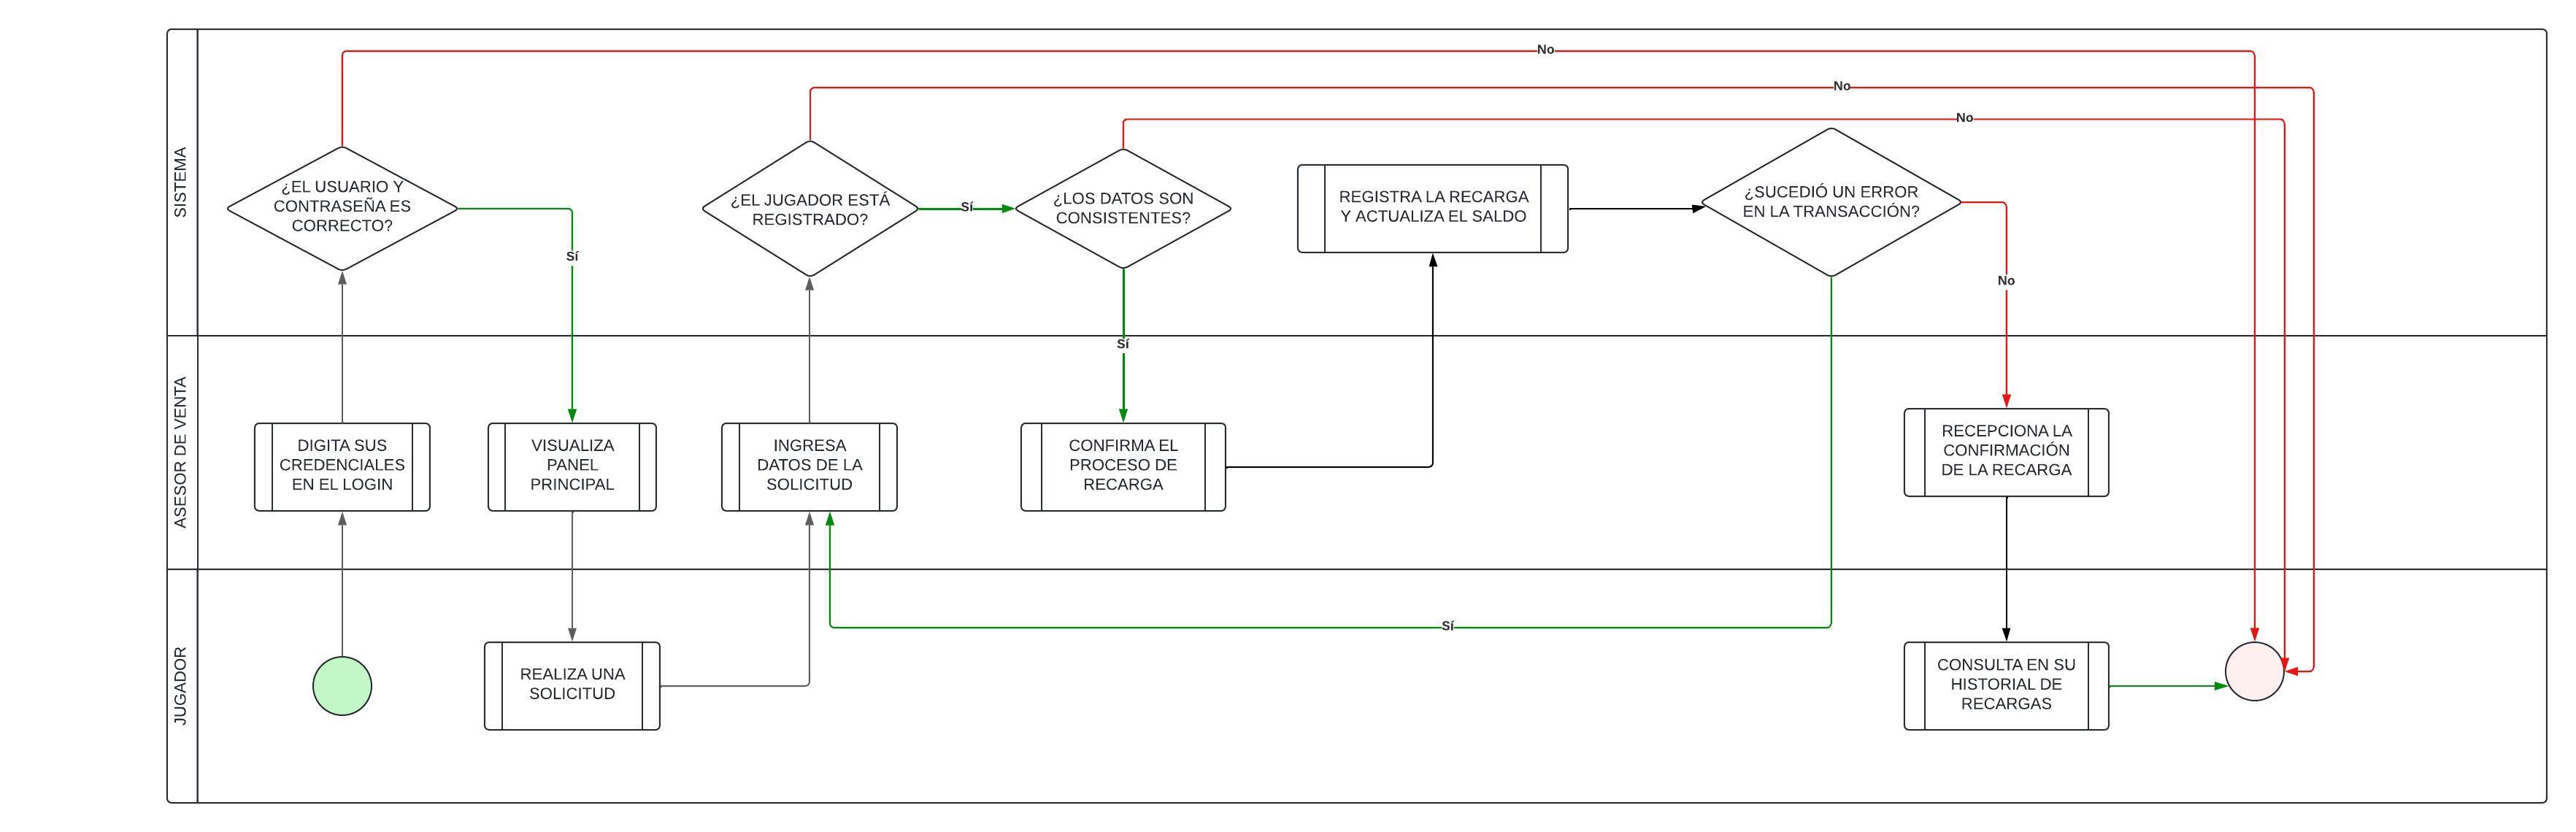 SISTEMA
No
No
No
¿EL USUARIO Y
CONTRASEÑA ES
CORRECTO?
Sí
¿EL JUGADOR ESTÁ
REGISTRADO?
Sí
¿LOS DATOS SON
CONSISTENTES?
Sí
REGISTRA LA RECARGA
Y ACTUALIZA EL SALDO
¿SUCEDIÓ UN ERROR
EN LA TRANSACCIÓN?
No
ASESOR DE VENTA
DIGITA SUS
CREDENCIALES
EN EL LOGIN
VISUALIZA
PANEL
PRINCIPAL
INGRESA
DATOS DE LA
SOLICITUD
CONFIRMA EL
PROCESO DE
RECARGA
RECEPCIONA LA
CONFIRMACIÓN
DE LA RECARGA
JUGADOR
REALIZA UNA
SOLICITUD
Sí
CONSULTA EN SU
HISTORIAL DE
RECARGAS